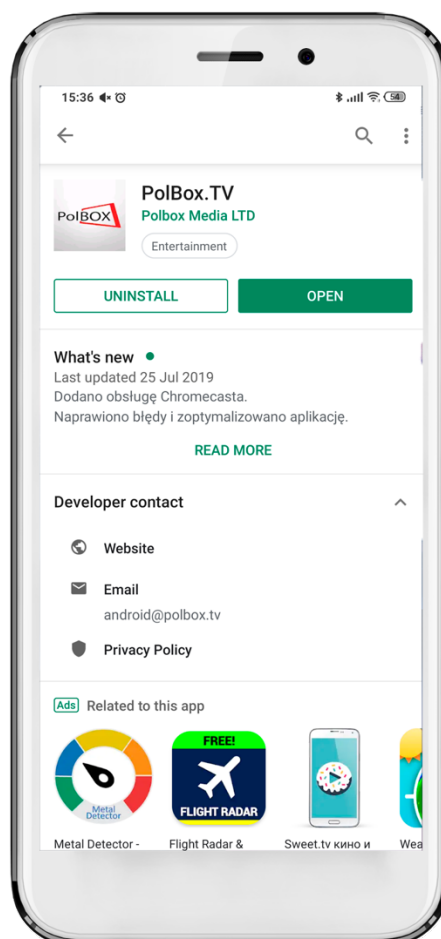 15:36
54
PolBOX
PolBox.TV
Polbox Media LTD
Entertainment
UNINSTALL
OPEN
What's new
Last updated 25 Jul 2019
Dodano obsługę Chromecasta.
Naprawiono błędy i zoptymalizowano aplikację.
READ MORE
Developer contact
Website
Email
android@polbox.tv
Privacy Policy
Ads Related to this app
Metal
Detector
FREE!
FLIGHT RADAR
Metal Detector -
Flight Radar &
Sweet.tv кино и
Wea